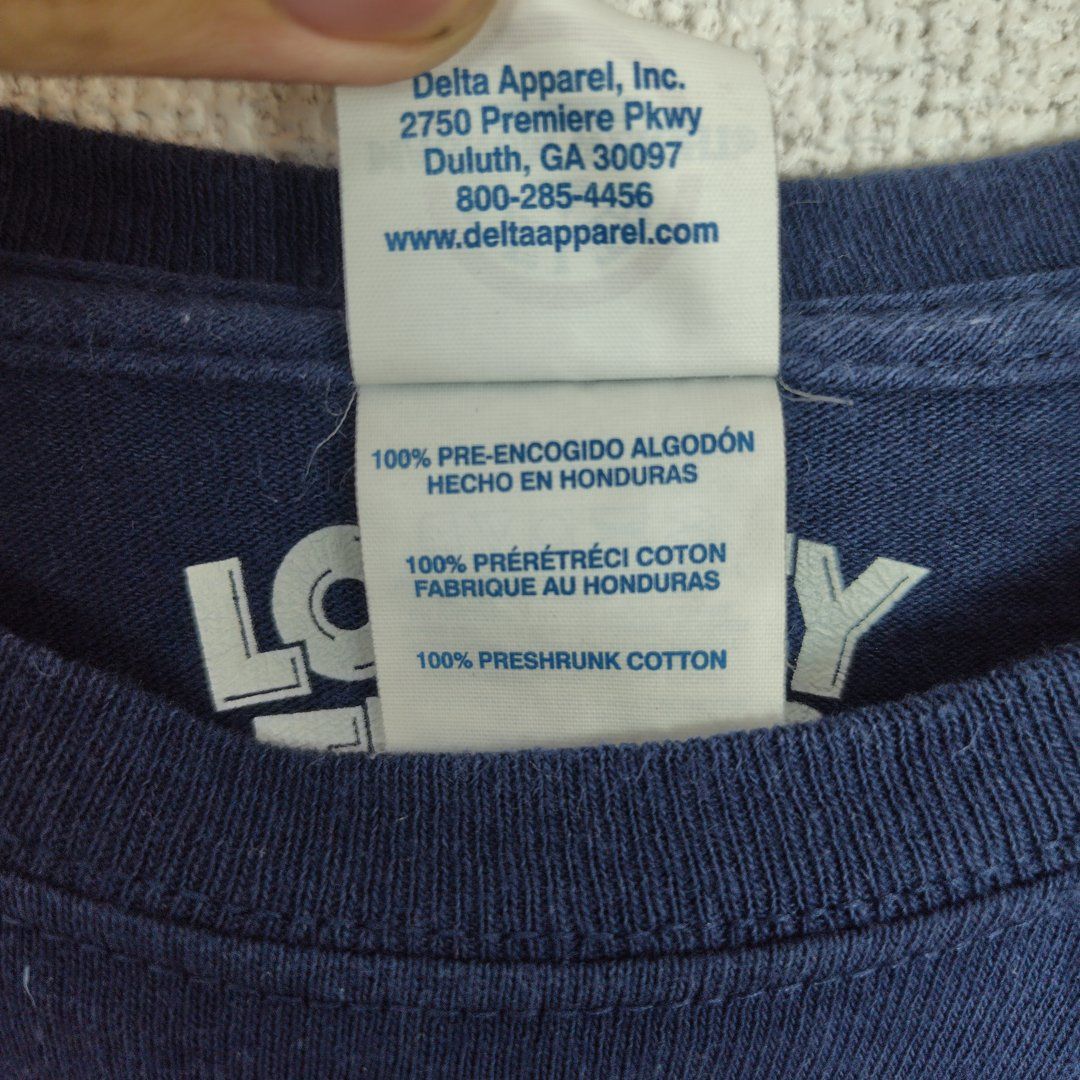 Delta Apparel, Inc.
2750 Premiere Pkwy
Duluth, GA 30097
800-285-4456
www.deltaapparel.com
100% PRE-ENCOGIDO ALGODÓN
HECHO EN HONDURAS
100% PRÉRÉTRÉCI COTON
FABRIQUE AU HONDURAS
100% PRESHRUNK COTTON